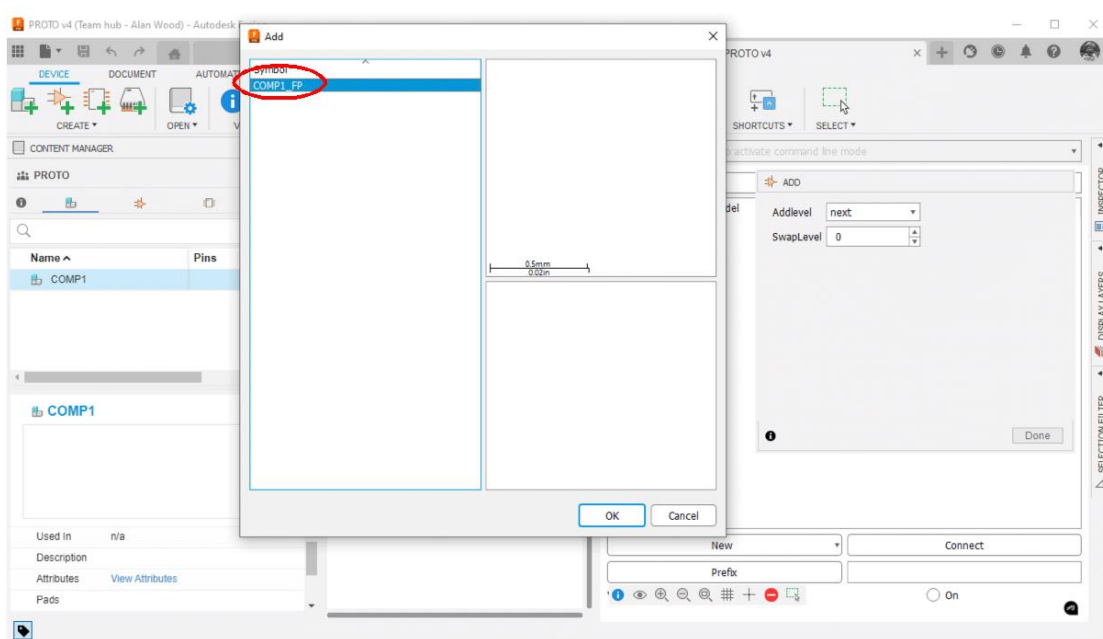 PROTO v4 (Team hub - Alan Wood) - Autodesk
Add
PROTO v4
DEVICE DOCUMENT AUTOMAT
CREATE OPEN V
SHORTCUTS SELECT
CONTENT MANAGER
activate command line mode
PROTO
Name Pins
COMP1
Symbol
COMP1_FP
0.5mm
0.02in
ADD
del
Addlevel next
SwapLevel 0
Done
INSPECTOR
DISPLAY LAYERS
SELECTION FILTER
COMP1
OK Cancel
Used In n/a
Description
Attributes View Attributes
Pads
New Connect
Prefix
On